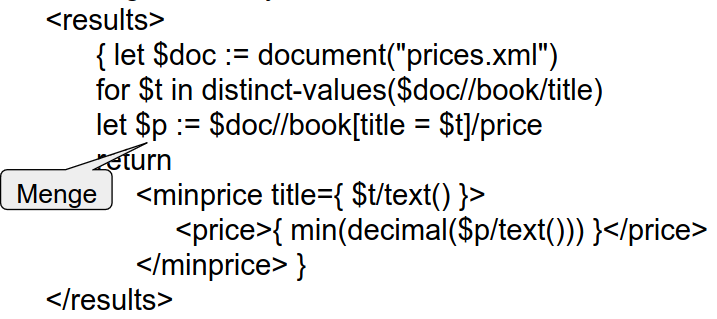 <results>
{ let $doc := document("prices.xml")
for $t in distinct-values($doc//book/title)
let $p := $doc//book[title = $t]/price
return
Menge
<minprice title={ $t/text() }>
<price>{ min(decimal($p/text())) }</price>
</minprice> }
</results>